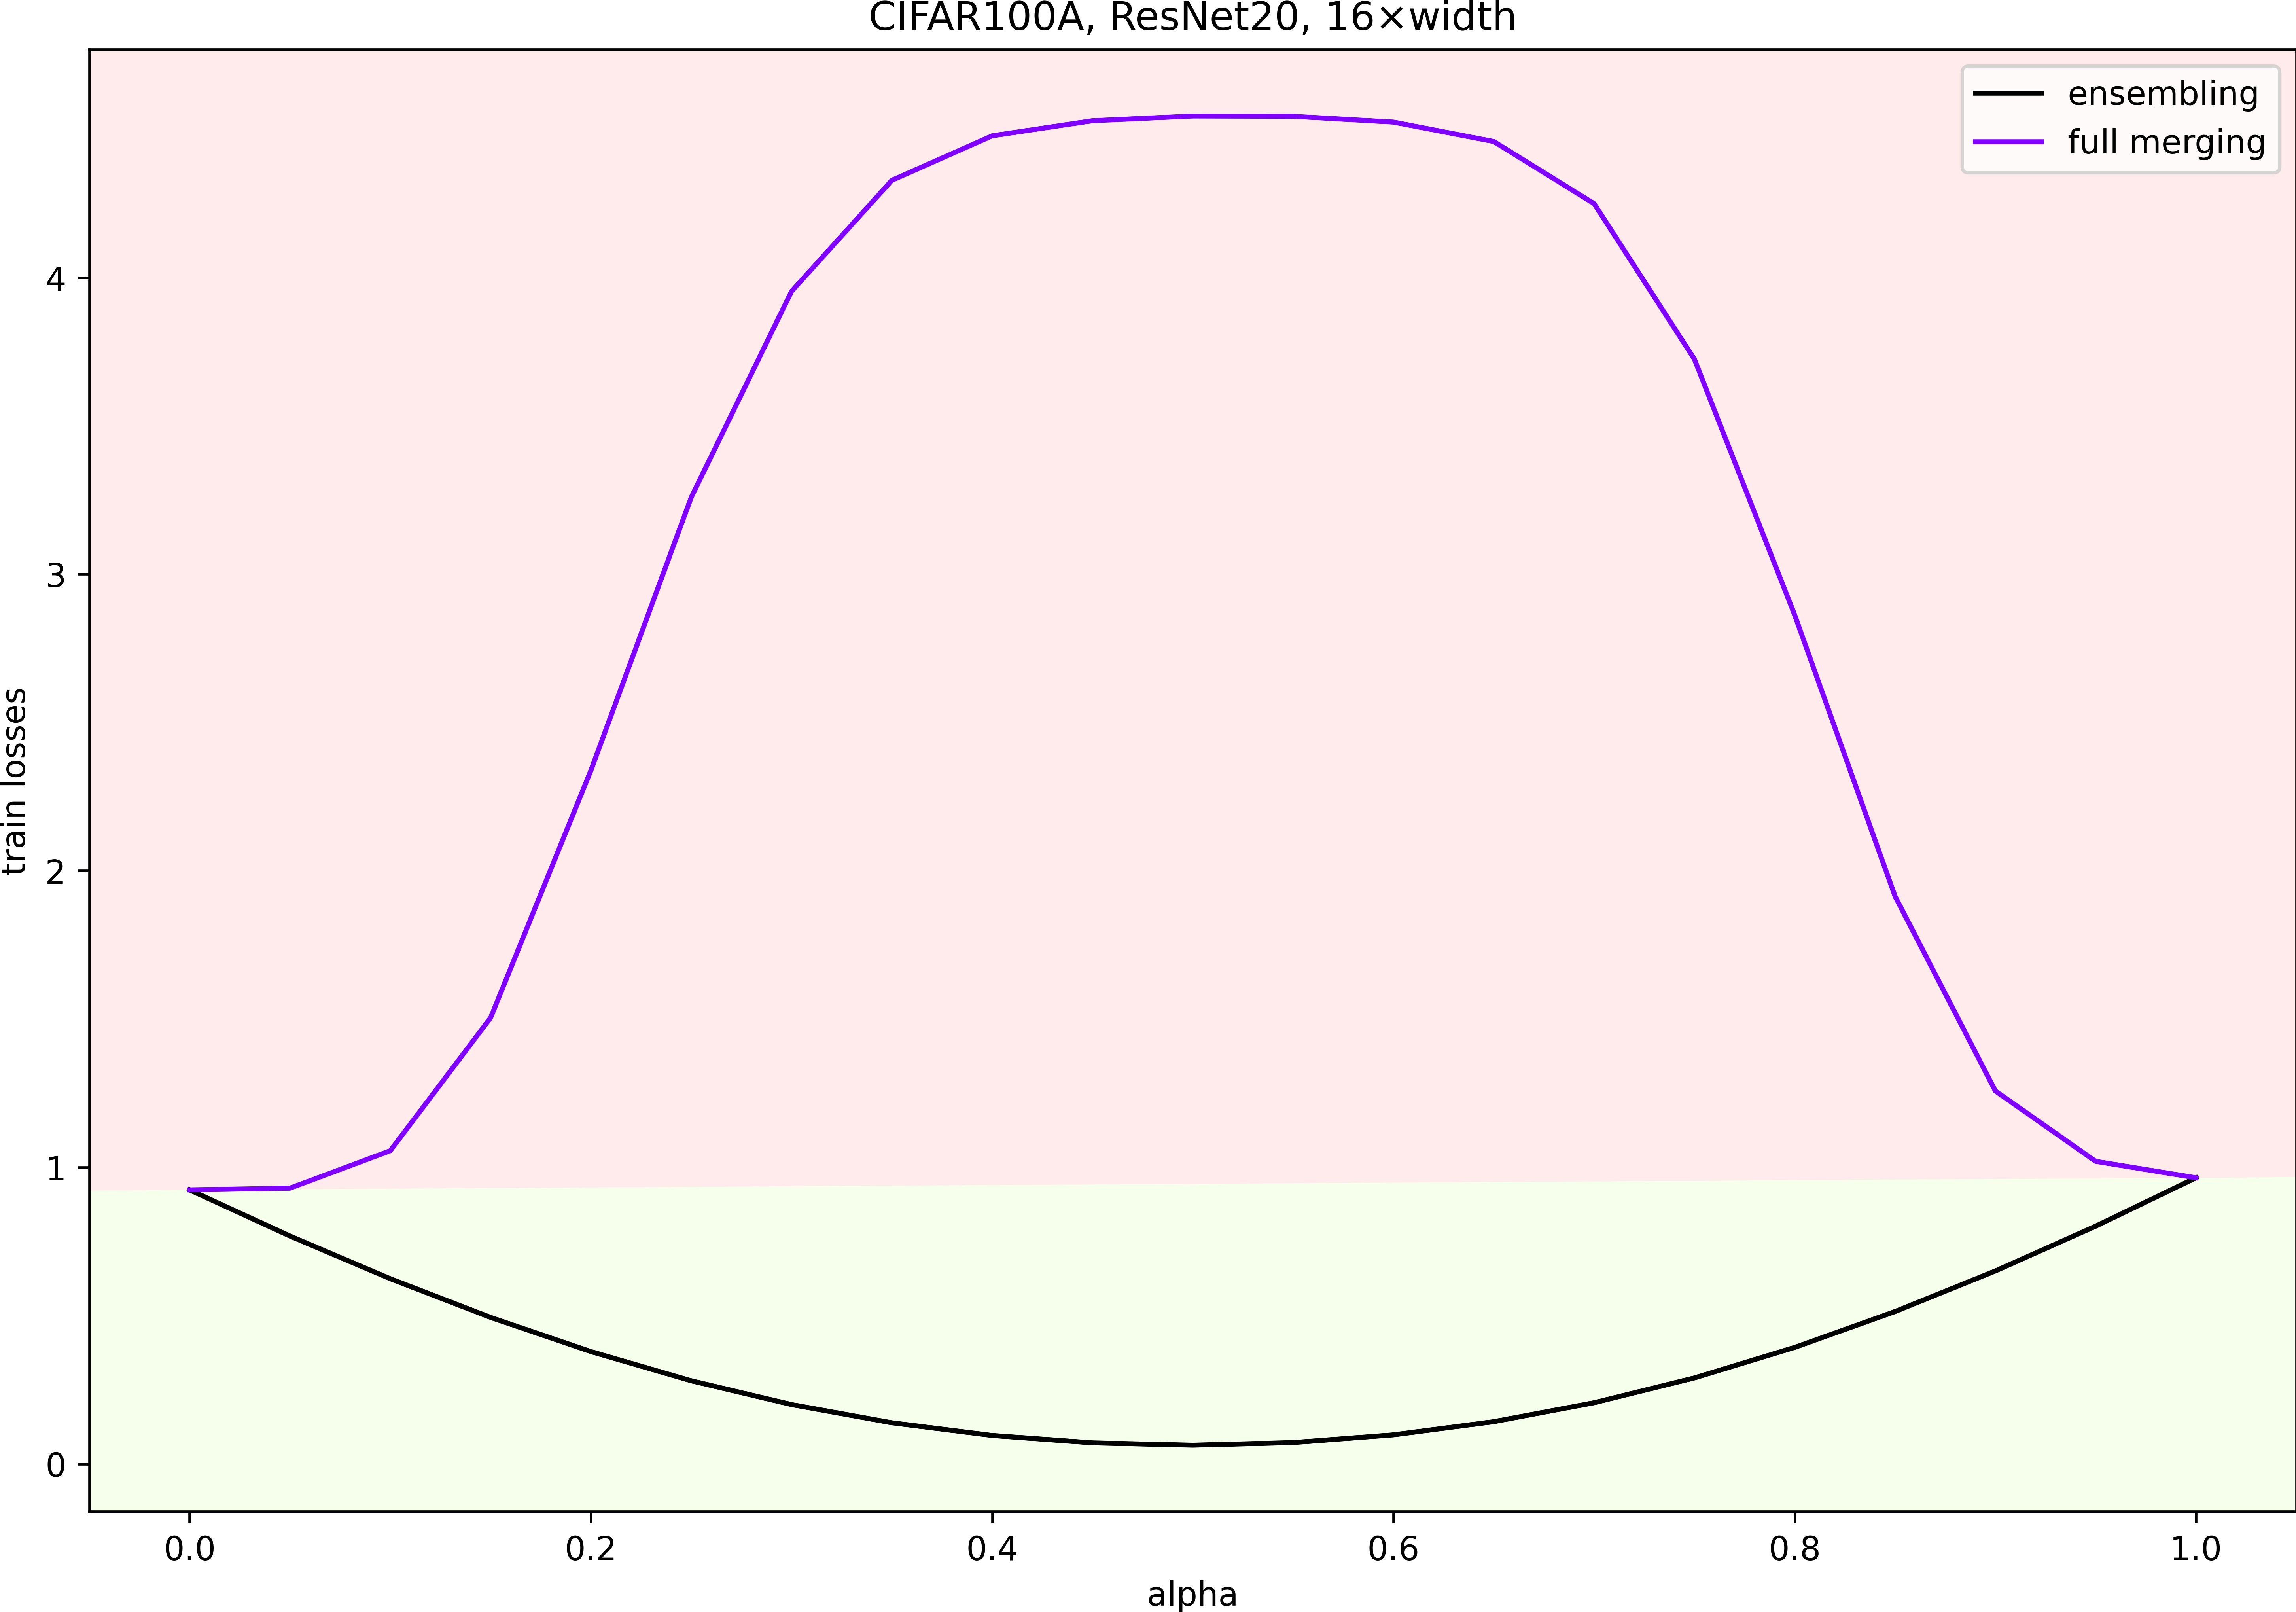 CIFAR100A, ResNet20, 16×width
ensembling
full merging
4
3
2
1
0
train losses
0.0 0.2 0.4 0.6 0.8 1.0
alpha